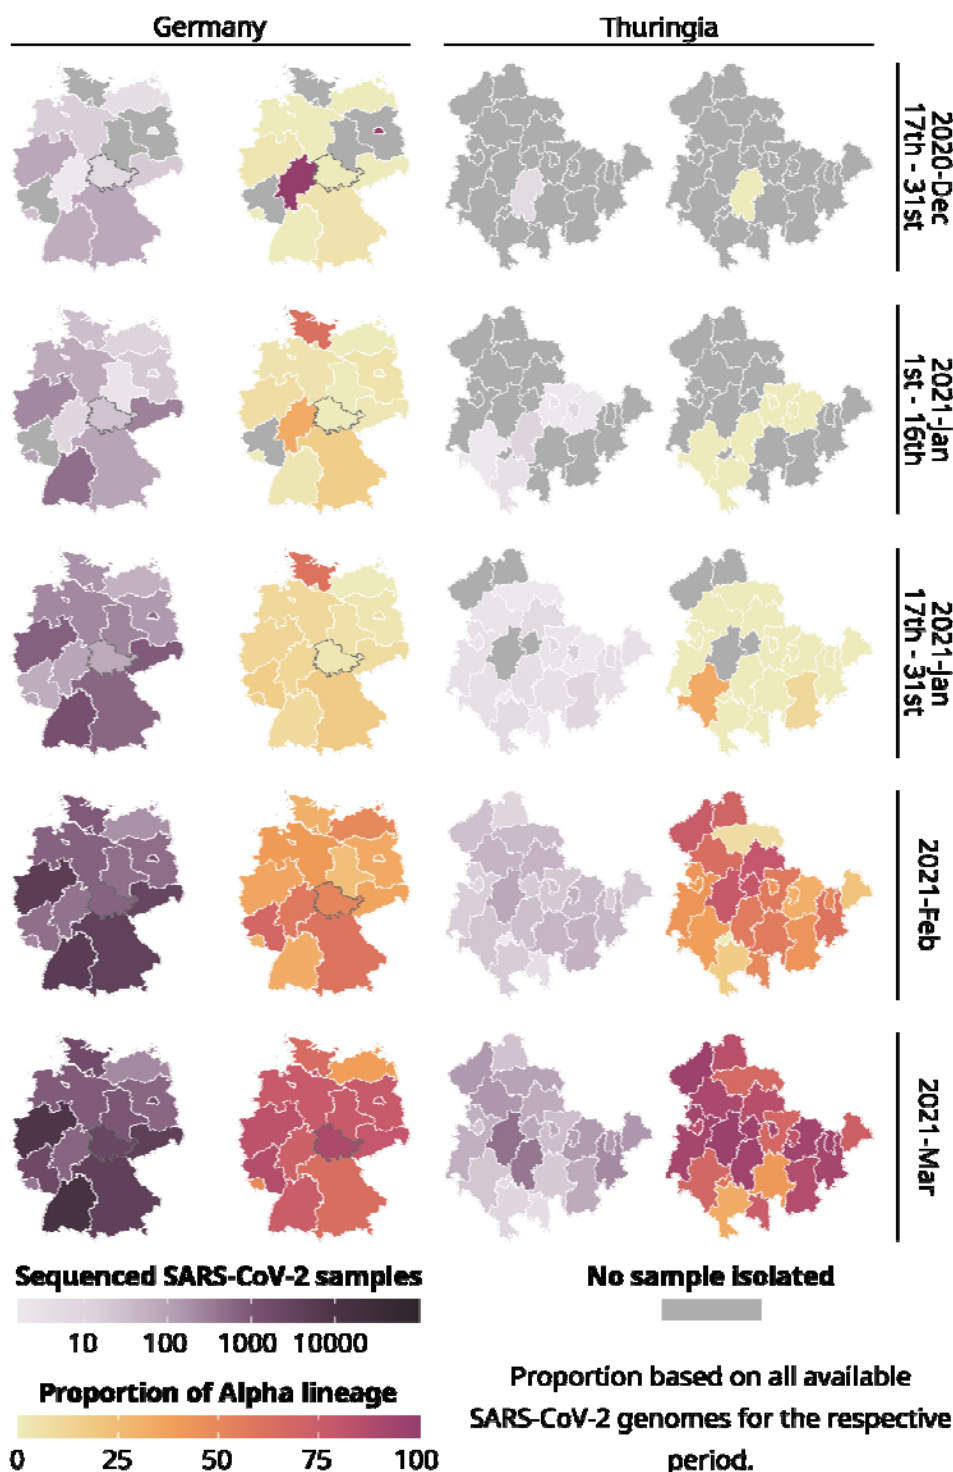 Germany
Thuringia
2020-Dec
17th - 31st
2021-Jan
1st - 16th
2021-Jan
17th - 31st
2021-Feb
2021-Mar
Sequenced SARS-CoV-2 samples
10 100 1000 10000
No sample isolated
Proportion of Alpha lineage
0 25 50 75 100
Proportion based on all available
SARS-CoV-2 genomes for the respective
period.